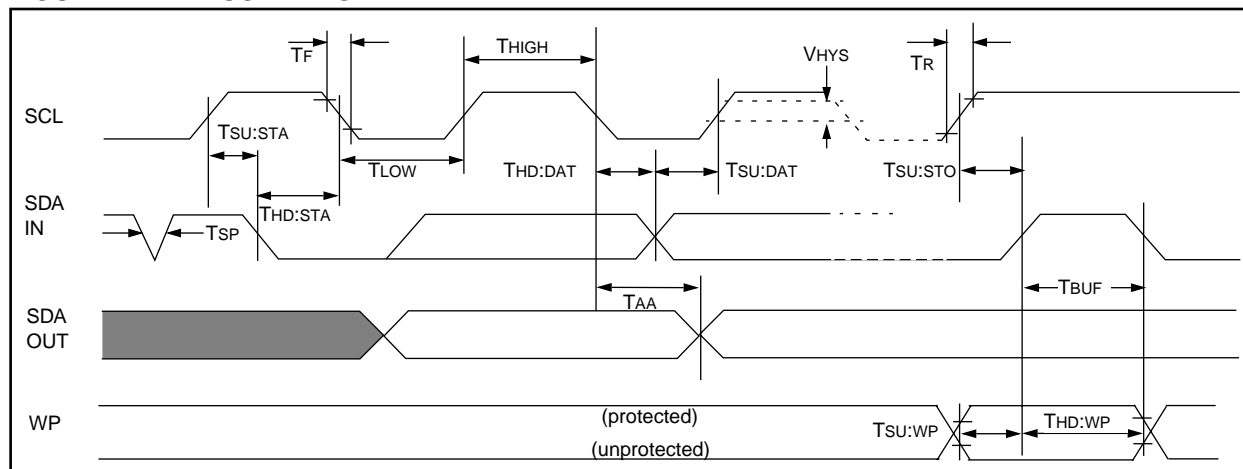 TF
THIGH
VHYS
TR
SCL
TSU:STA
TLOW
THD:DAT
TSU:DAT
TSU:STO
SDA
IN
THD:STA
TSP
TBUF
TAA
SDA
OUT
WP
(protected)
(unprotected)
TSU:WP
THD:WP